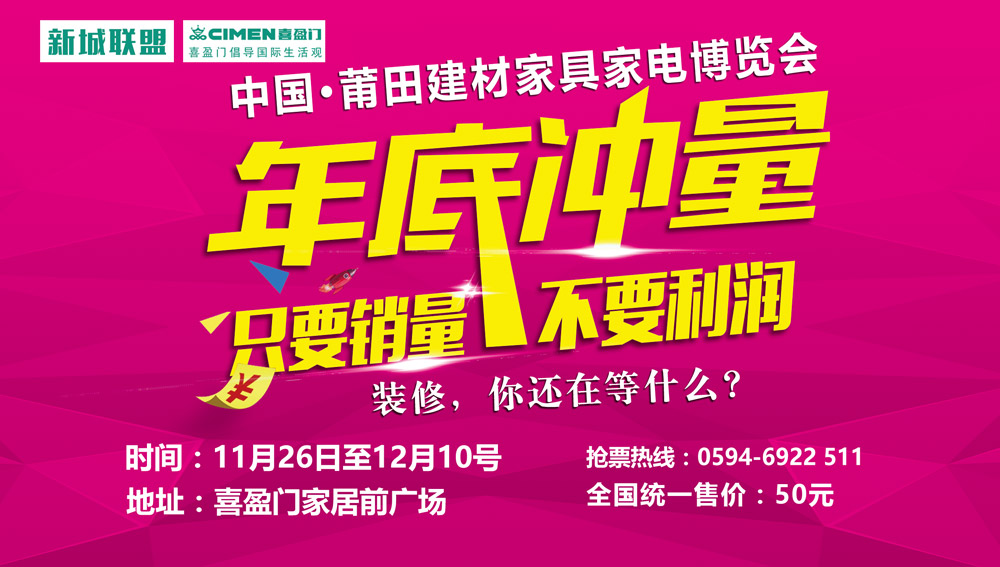 新城联盟
CIMEN喜盈门
喜盈门倡导国际生活观
中国·莆田建材家具家电博览会
年底冲量
只要销量 不要利润
¥
装修，你还在等什么？
时间：11月26日至12月10号
抢票热线：0594-6922 511
地址：喜盈门家居前广场
全国统一售价：50元